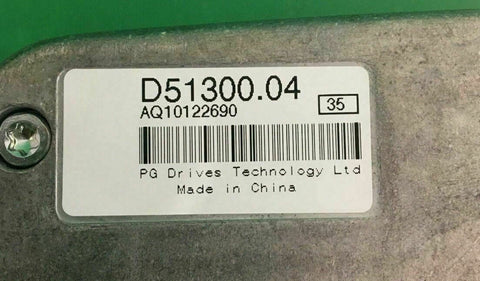 D51300.04
AQ10122690
35
PG Drives Technology Ltd
Made in China